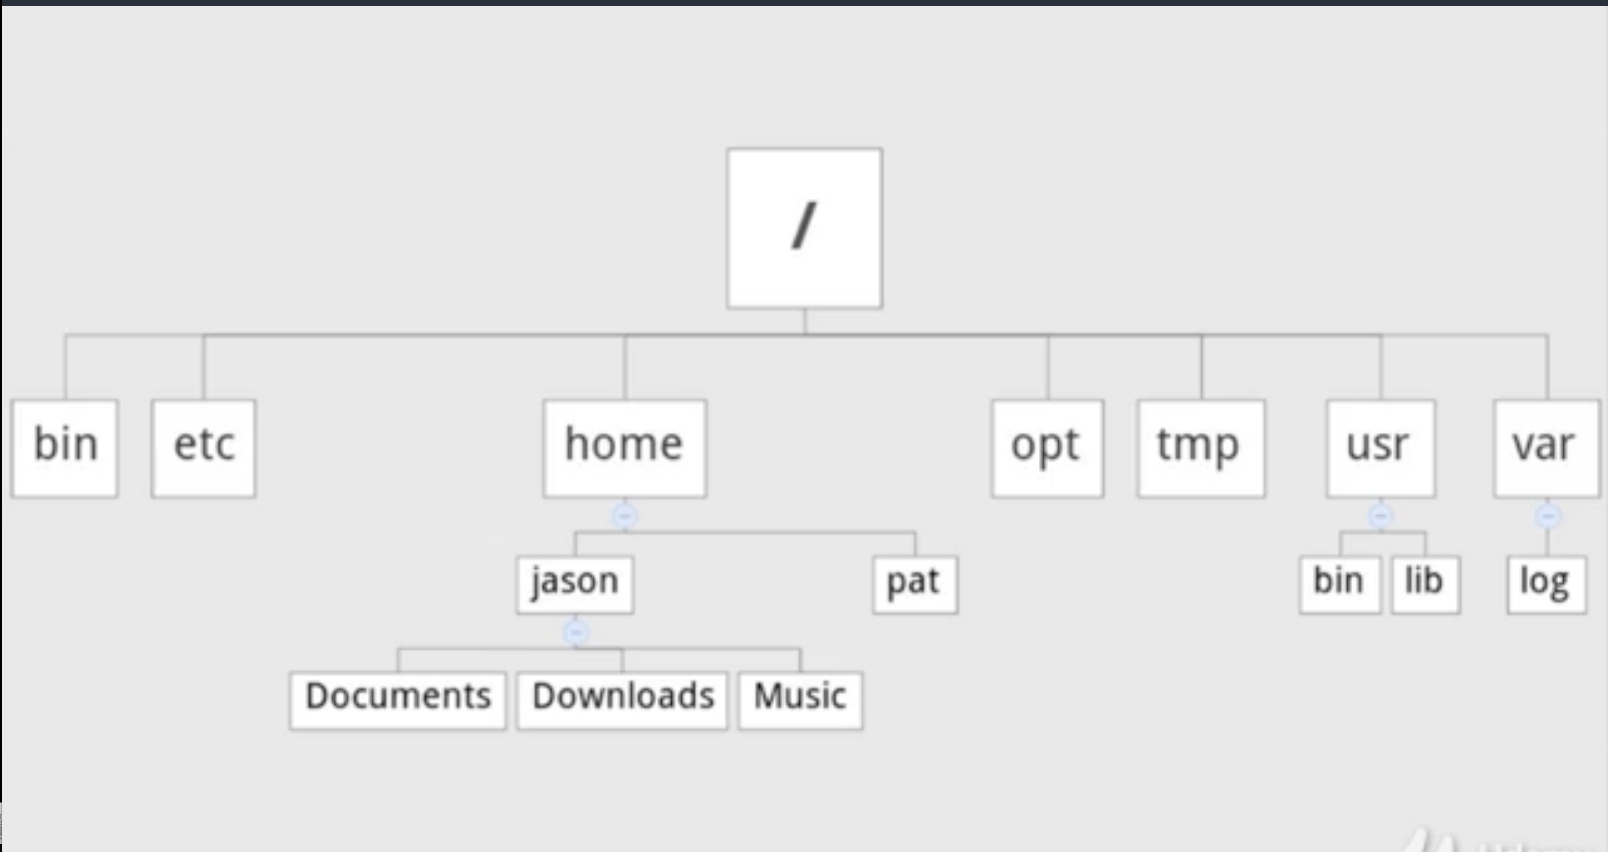 /
bin etc home opt tmp usr var
jason pat bin lib log
Documents Downloads Music